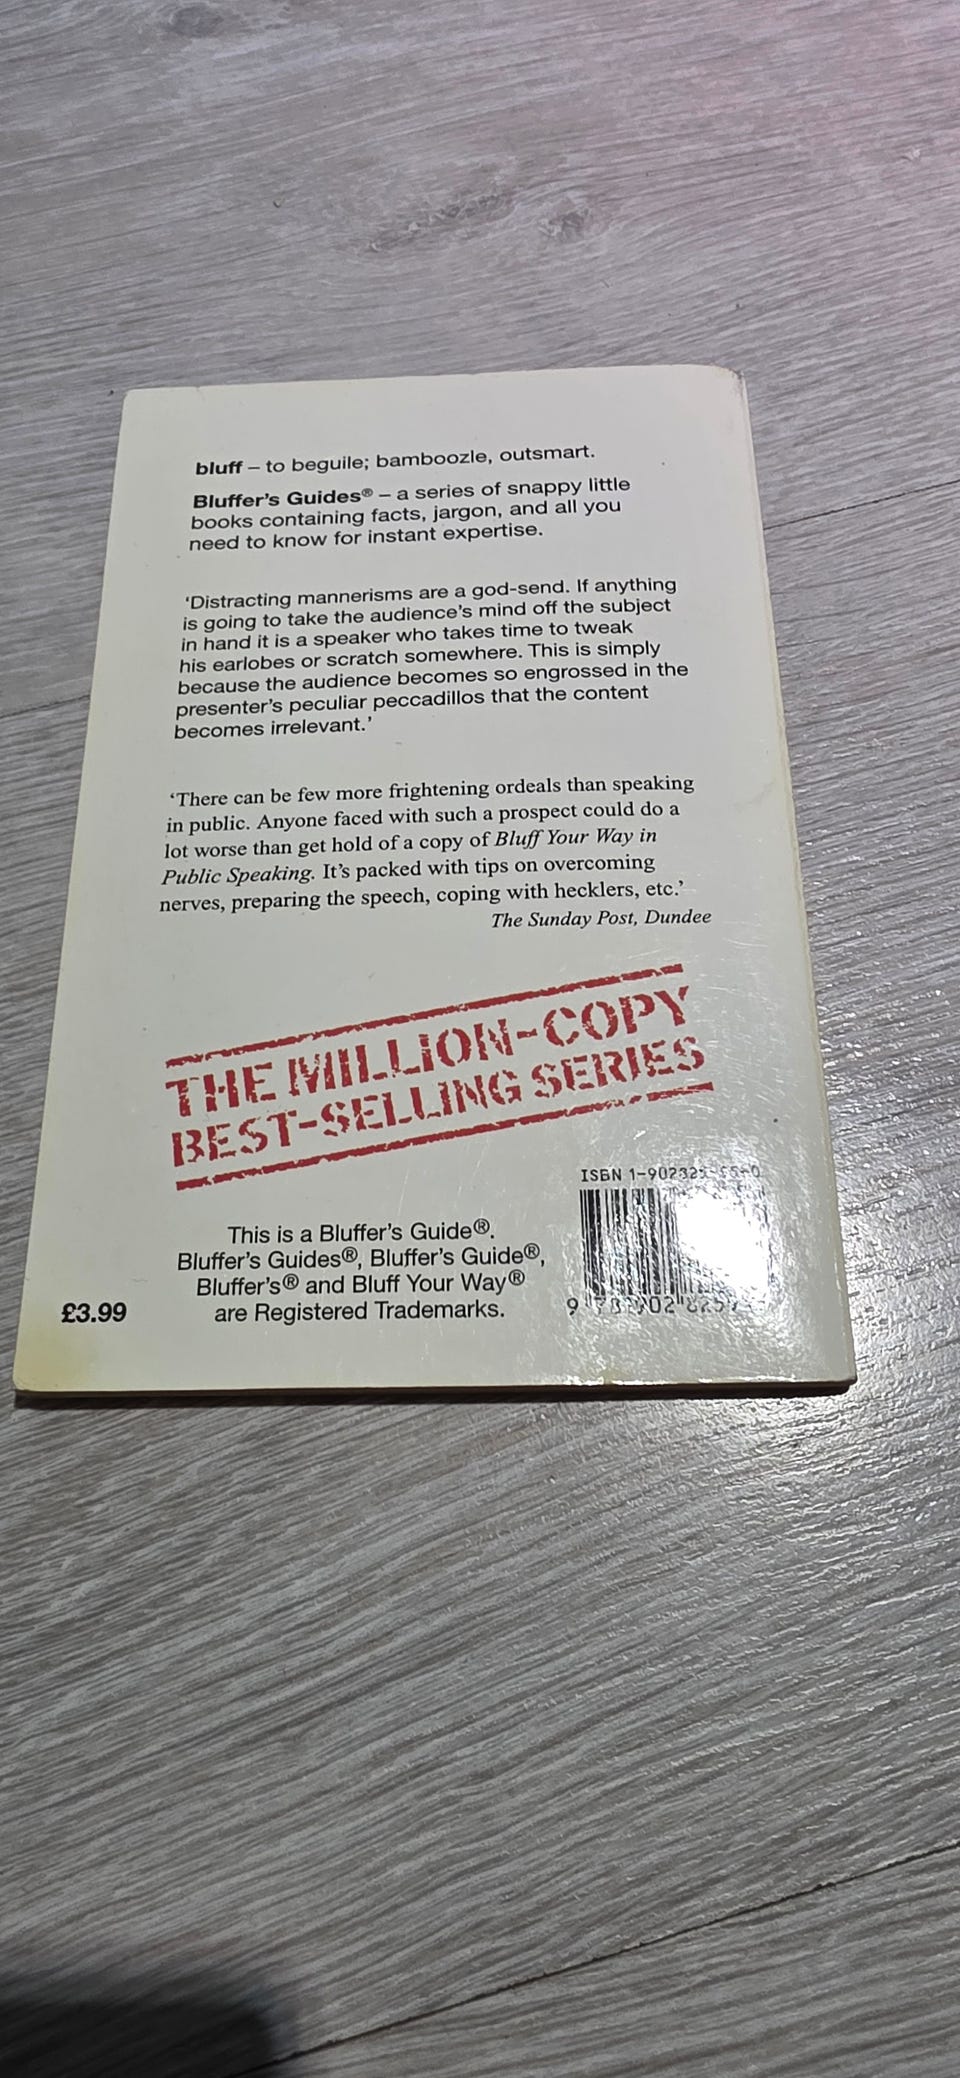 bluff – to beguile; bamboozle, outsmart.
Bluffer's Guides® – a series of snappy little
books containing facts, jargon, and all you
need to know for instant expertise.
‘Distracting mannerisms are a god-send. If anything
is going to take the audience's mind off the subject
in hand it is a speaker who takes time to tweak
his earlobes or scratch somewhere. This is simply
because the audience becomes so engrossed in the
presenter's peculiar peccadillos that the content
becomes irrelevant.’
‘There can be few more frightening ordeals than speaking
in public. Anyone faced with such a prospect could do a
lot worse than get hold of a copy of Bluff Your Way in
Public Speaking. It's packed with tips on overcoming
nerves, preparing the speech, coping with hecklers, etc.’
The Sunday Post, Dundee
THE MILLION-COPY
BEST-SELLING SERIES
ISBN
This is a Bluffer's Guide®.
Bluffer's Guides®, Bluffer's Guide®,
Bluffer's® and Bluff Your Way®
are Registered Trademarks.
£3.99